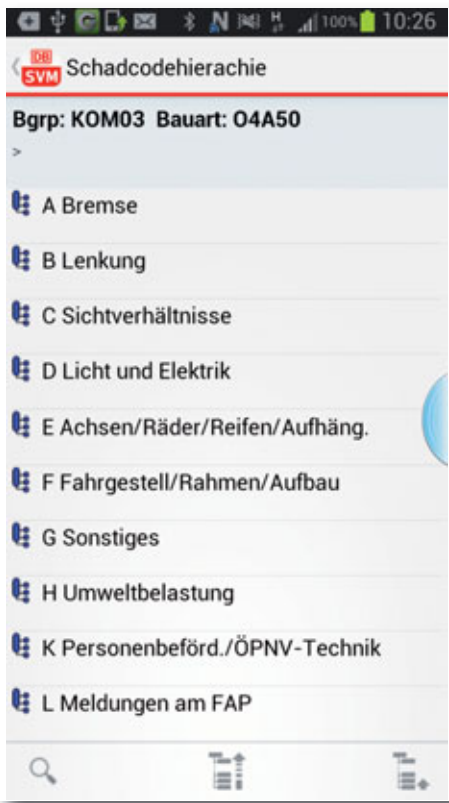 100% 10:26
DB SVM Schadcodehierachie
Bgrp: KOM03 Bauart: O4A50
>
A Bremse
B Lenkung
C Sichtverhältnisse
D Licht und Elektrik
E Achsen/Räder/Reifen/Aufhäng.
F Fahrgestell/Rahmen/Aufbau
G Sonstiges
H Umweltbelastung
K Personenbeförd./ÖPNV-Technik
L Meldungen am FAP